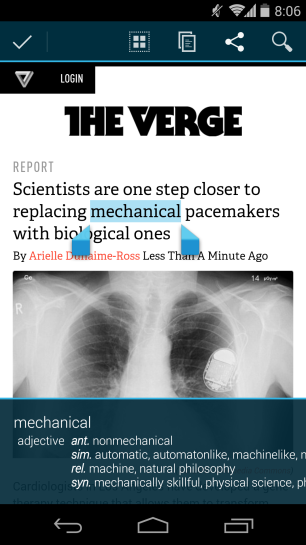 8:06
LOGIN
THE VERGE
REPORT
Scientists are one step closer to
replacing mechanical pacemakers
with biological ones
By Arielle Duhaime-Ross Less Than A Minute Ago
14
R
mechanical
adjective ant. nonmechanical
sim. automatic, automatonlike, machinelike, m
rel. machine, natural philosophy
syn. mechanically skillful, physical science, ph